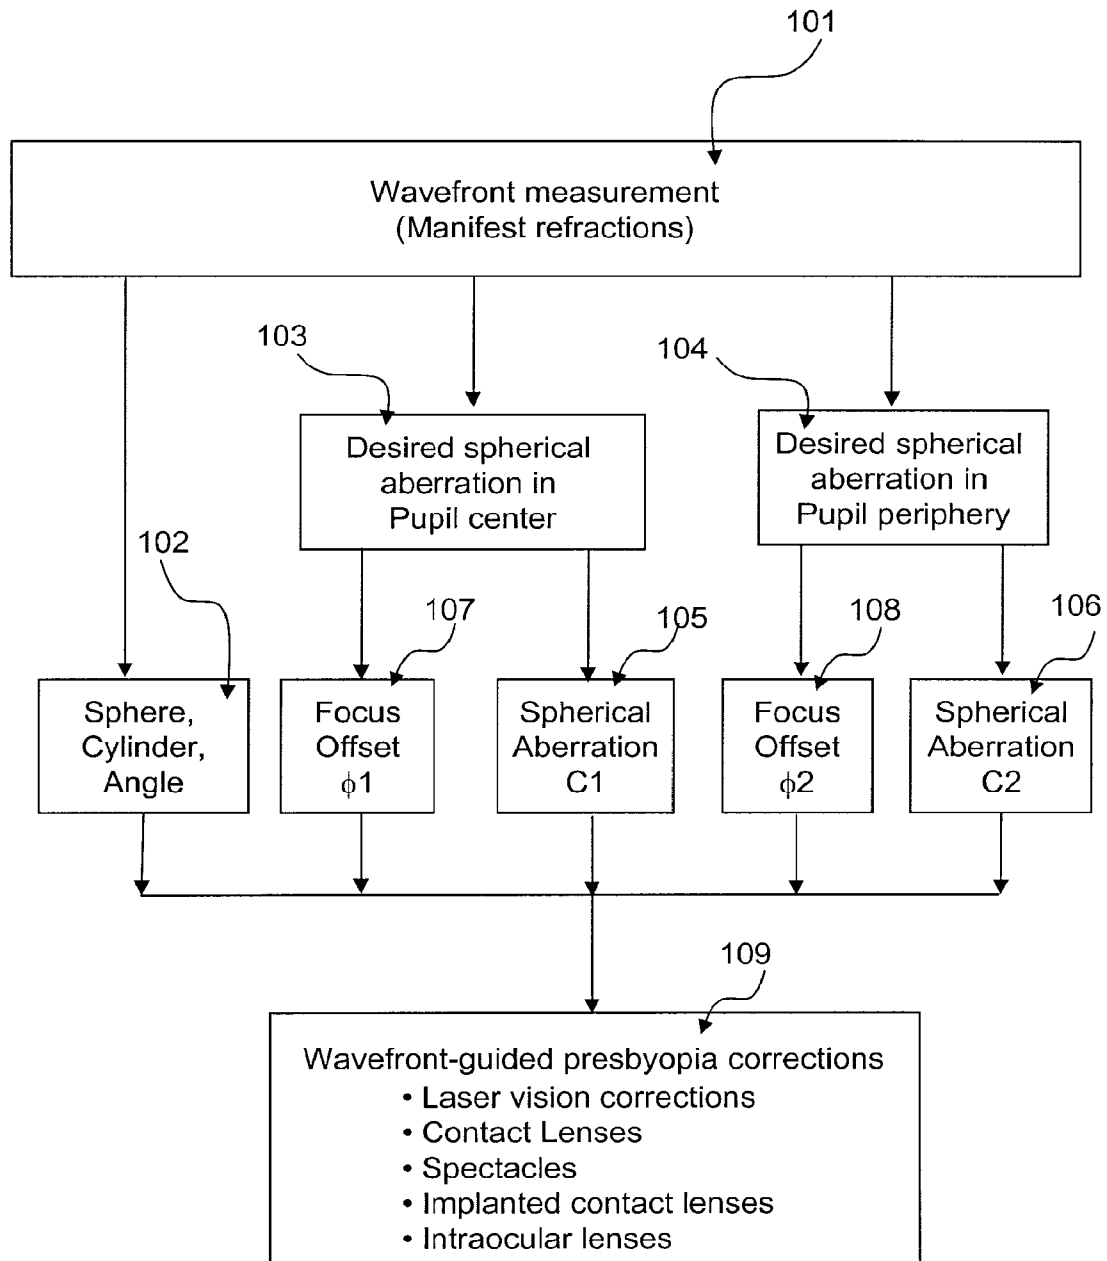 101
Wavefront measurement
(Manifest refractions)
103
104
Desired spherical
aberration in
Pupil center
Desired spherical
aberration in
Pupil periphery
102
107
105
108
106
Sphere,
Cylinder,
Angle
Focus
Offset
ϕ1
Spherical
Aberration
C1
Focus
Offset
ϕ2
Spherical
Aberration
C2
109
Wavefront-guided presbyopia corrections
• Laser vision corrections
• Contact Lenses
• Spectacles
• Implanted contact lenses
• Intraocular lenses